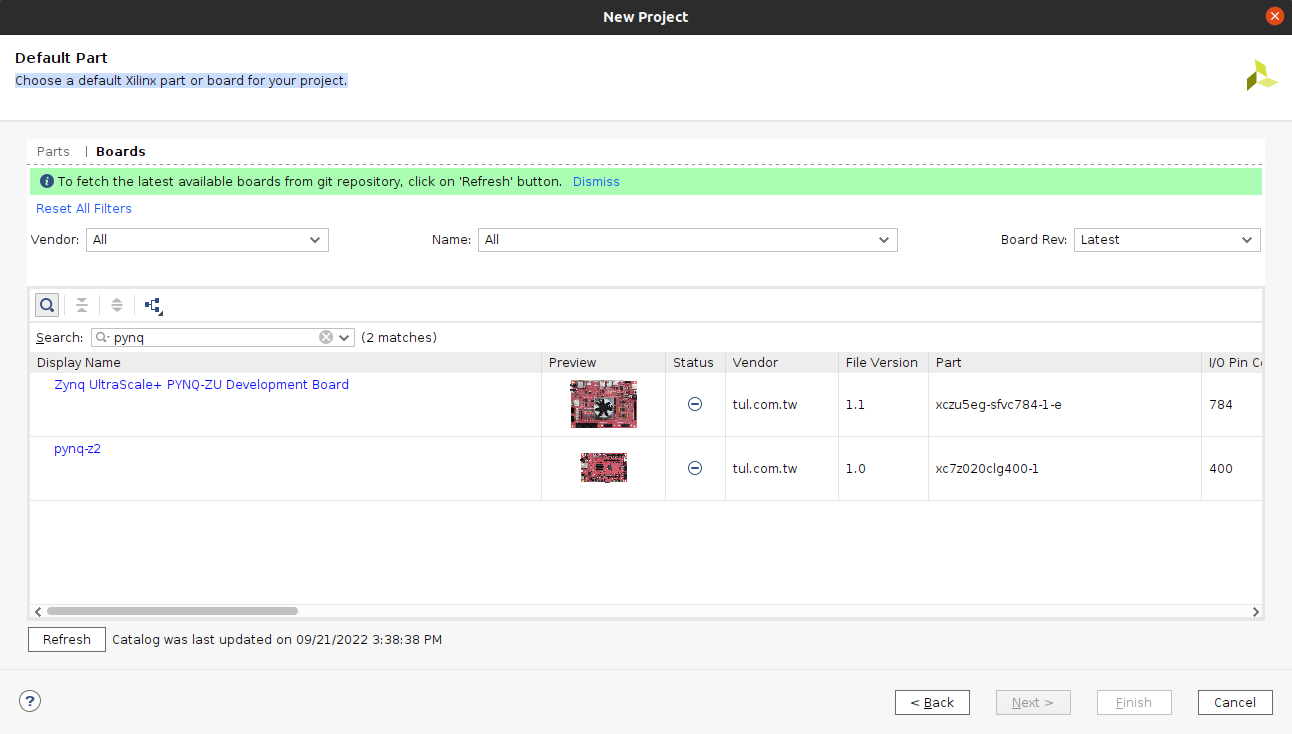 New Project
Default Part
Choose a default Xilinx part or board for your project.
Parts | Boards
To fetch the latest available boards from git repository, click on 'Refresh' button. Dismiss
Reset All Filters
Vendor: All Name: All Board Rev: Latest
Search: pynq (2 matches)
Display Name Preview Status Vendor File Version Part I/O Pin Co
Zynq UltraScale+ PYNQ-ZU Development Board tul.com.tw 1.1 xczu5eg-sfvc784-1-e 784
pynq-z2 tul.com.tw 1.0 xc7z020clg400-1 400
Refresh Catalog was last updated on 09/21/2022 3:38:38 PM
? < Back Next > Finish Cancel